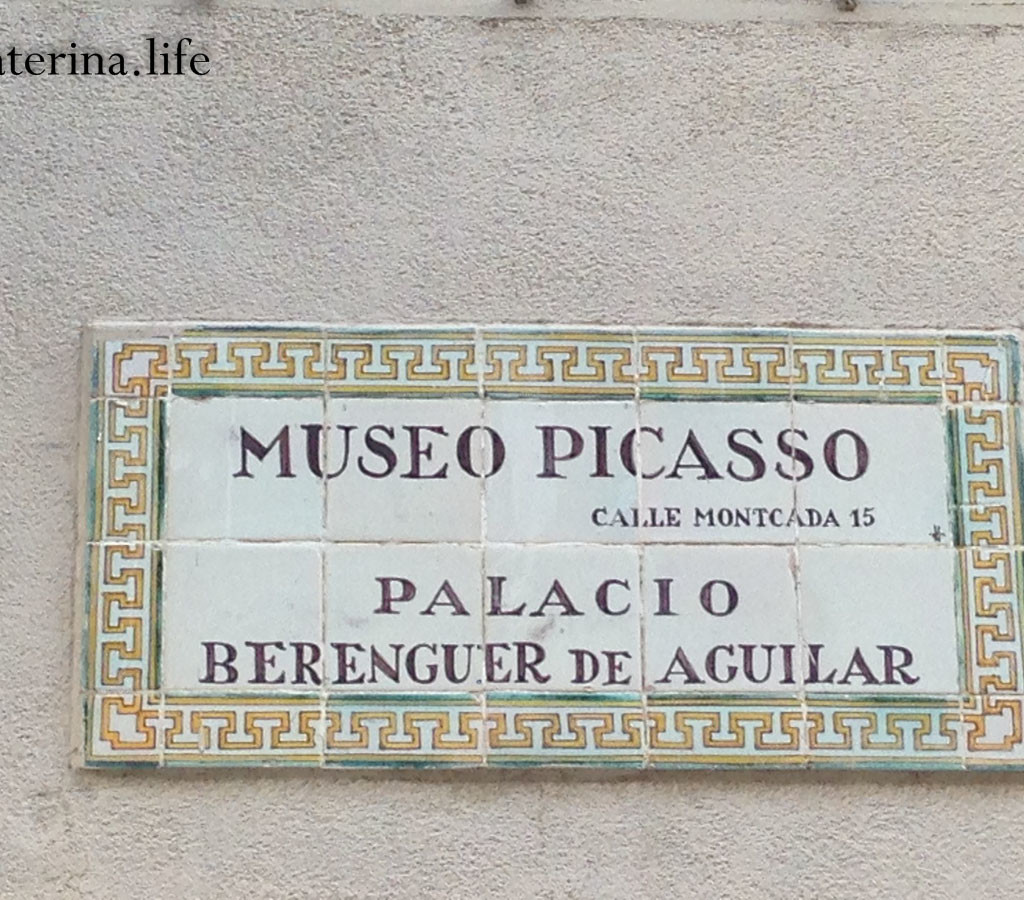 aterina.life
MUSEO PICASSO
CALLE MONTCADA 15
PALACIO
BERENGUER DE AGUILAR